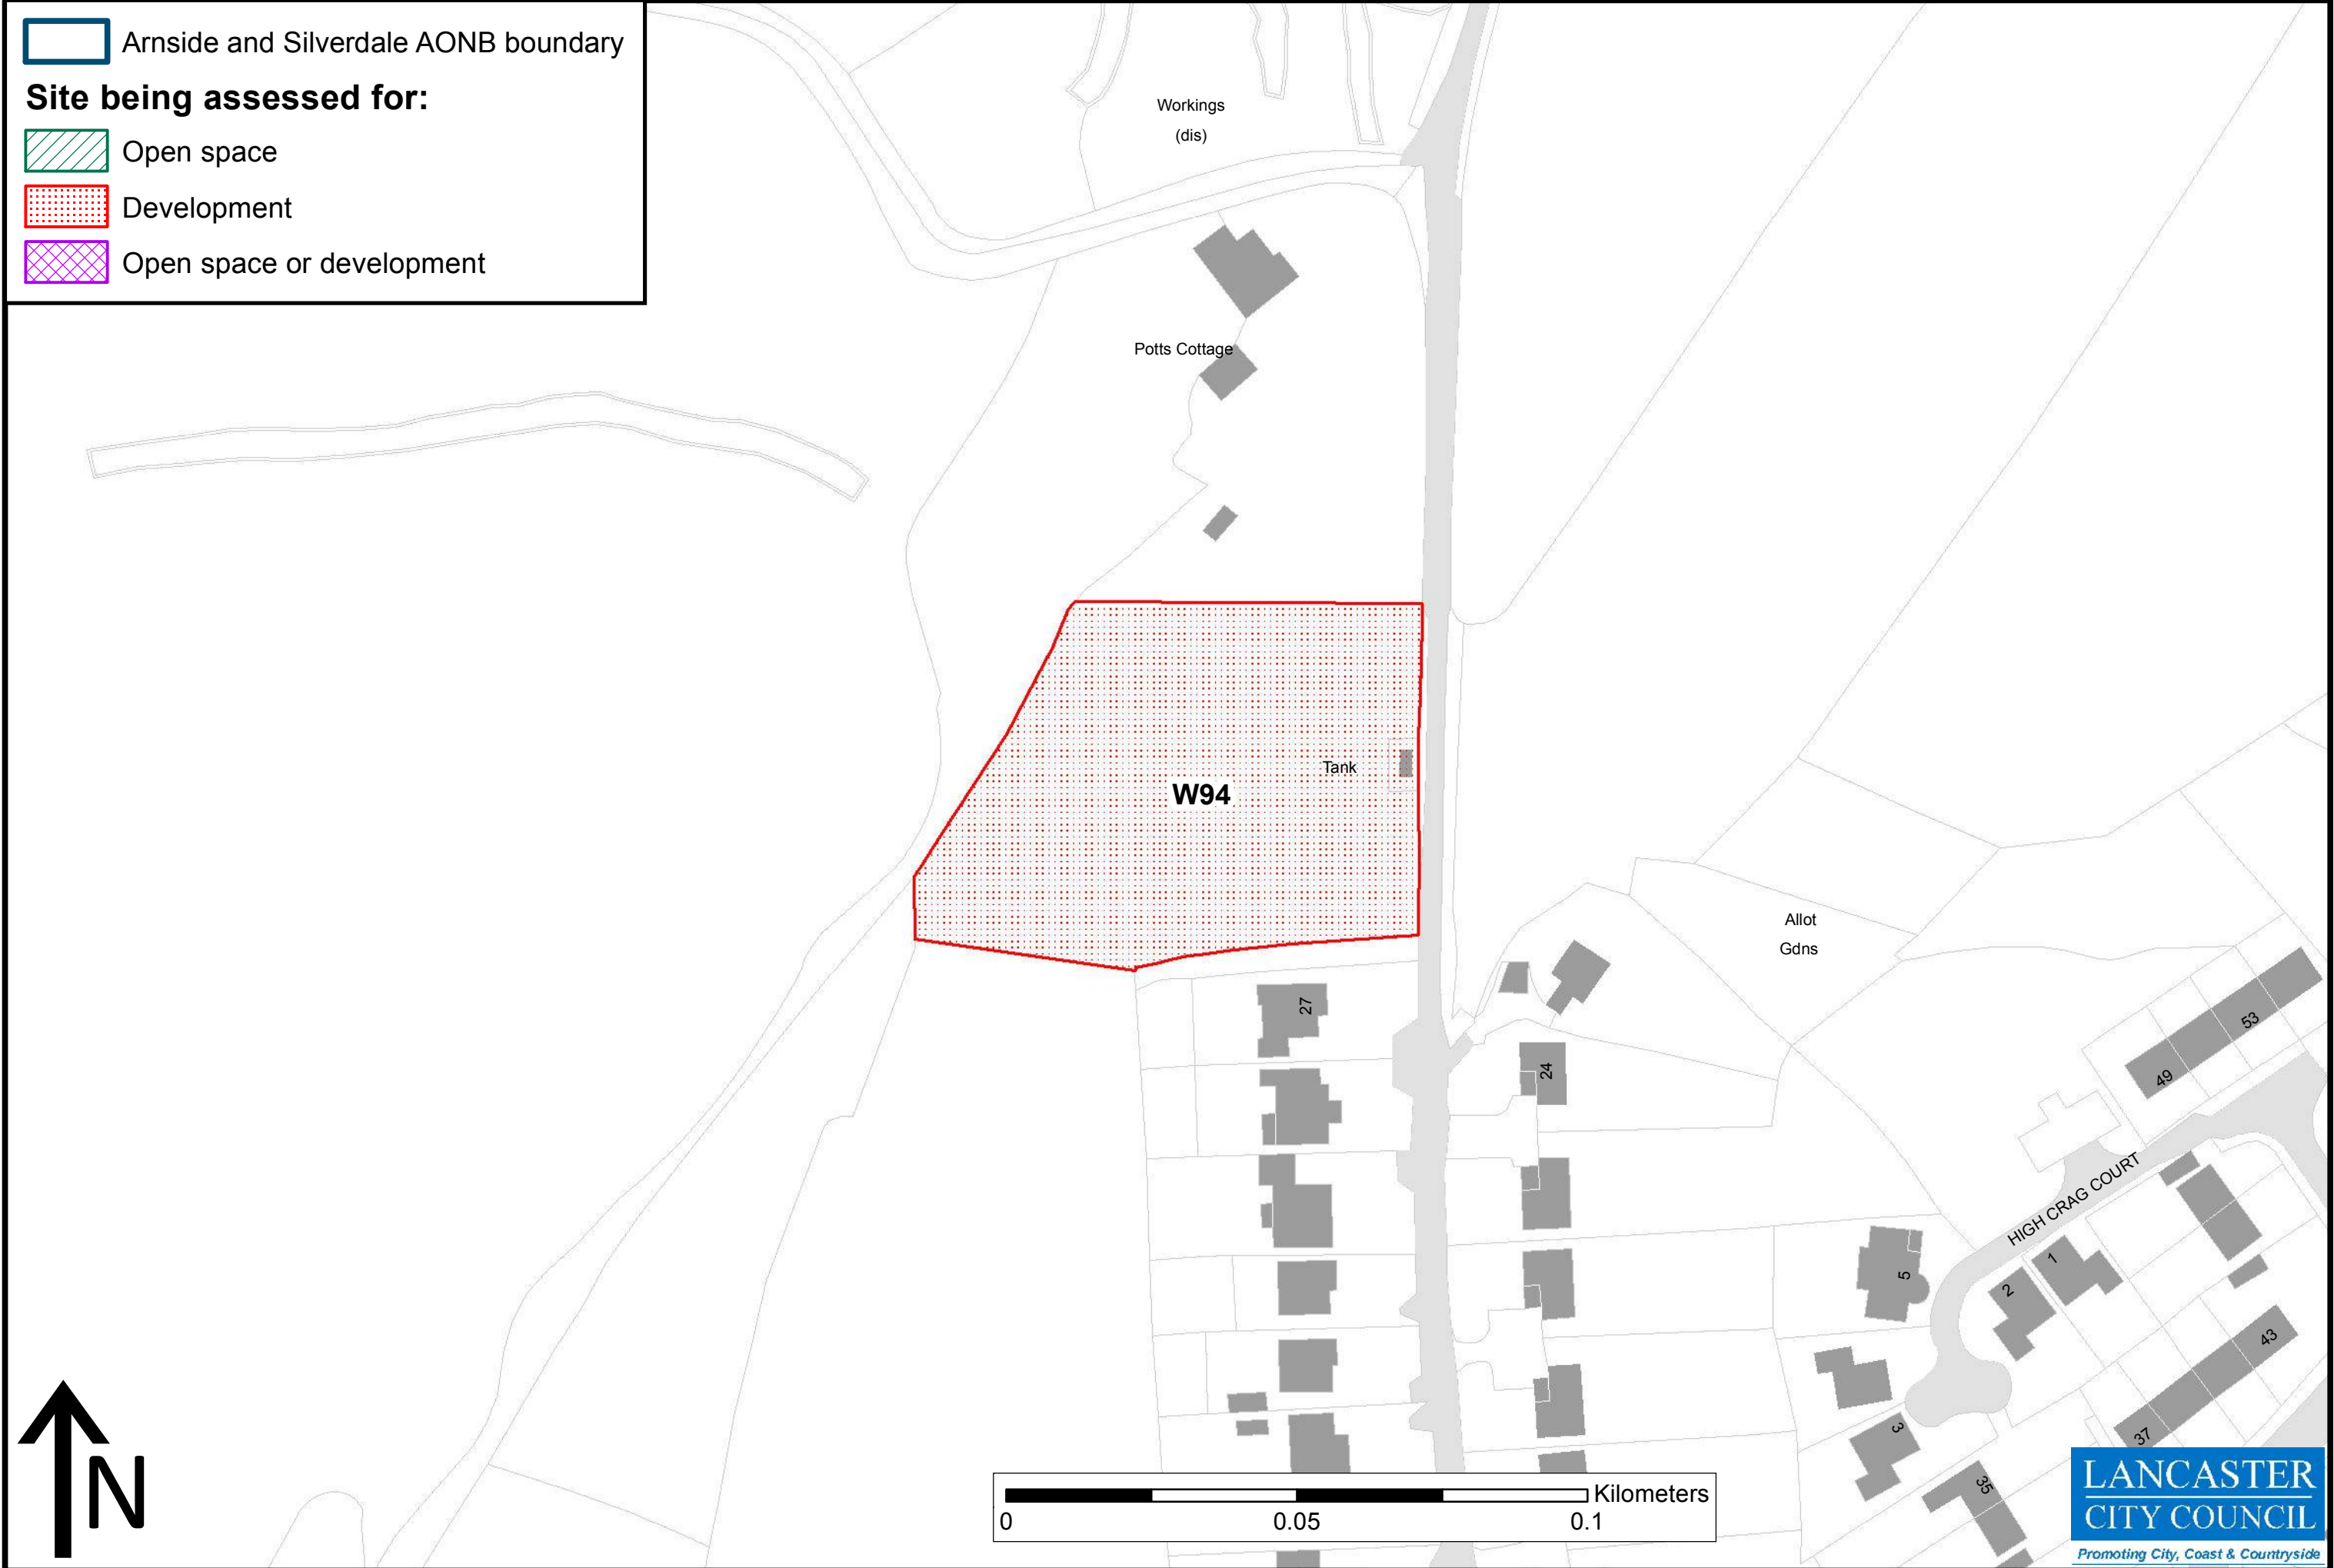 Arnside and Silverdale AONB boundary
Site being assessed for:
Open space
Development
Open space or development
Workings
(dis)
Potts Cottage
Tank
W94
Allot
Gdns
27
24
53
49
HIGH CRAG COURT
5
1
2
43
37
3
35
N
Kilometers
0 0.05 0.1
LANCASTER
CITY COUNCIL
Promoting City, Coast & Countryside